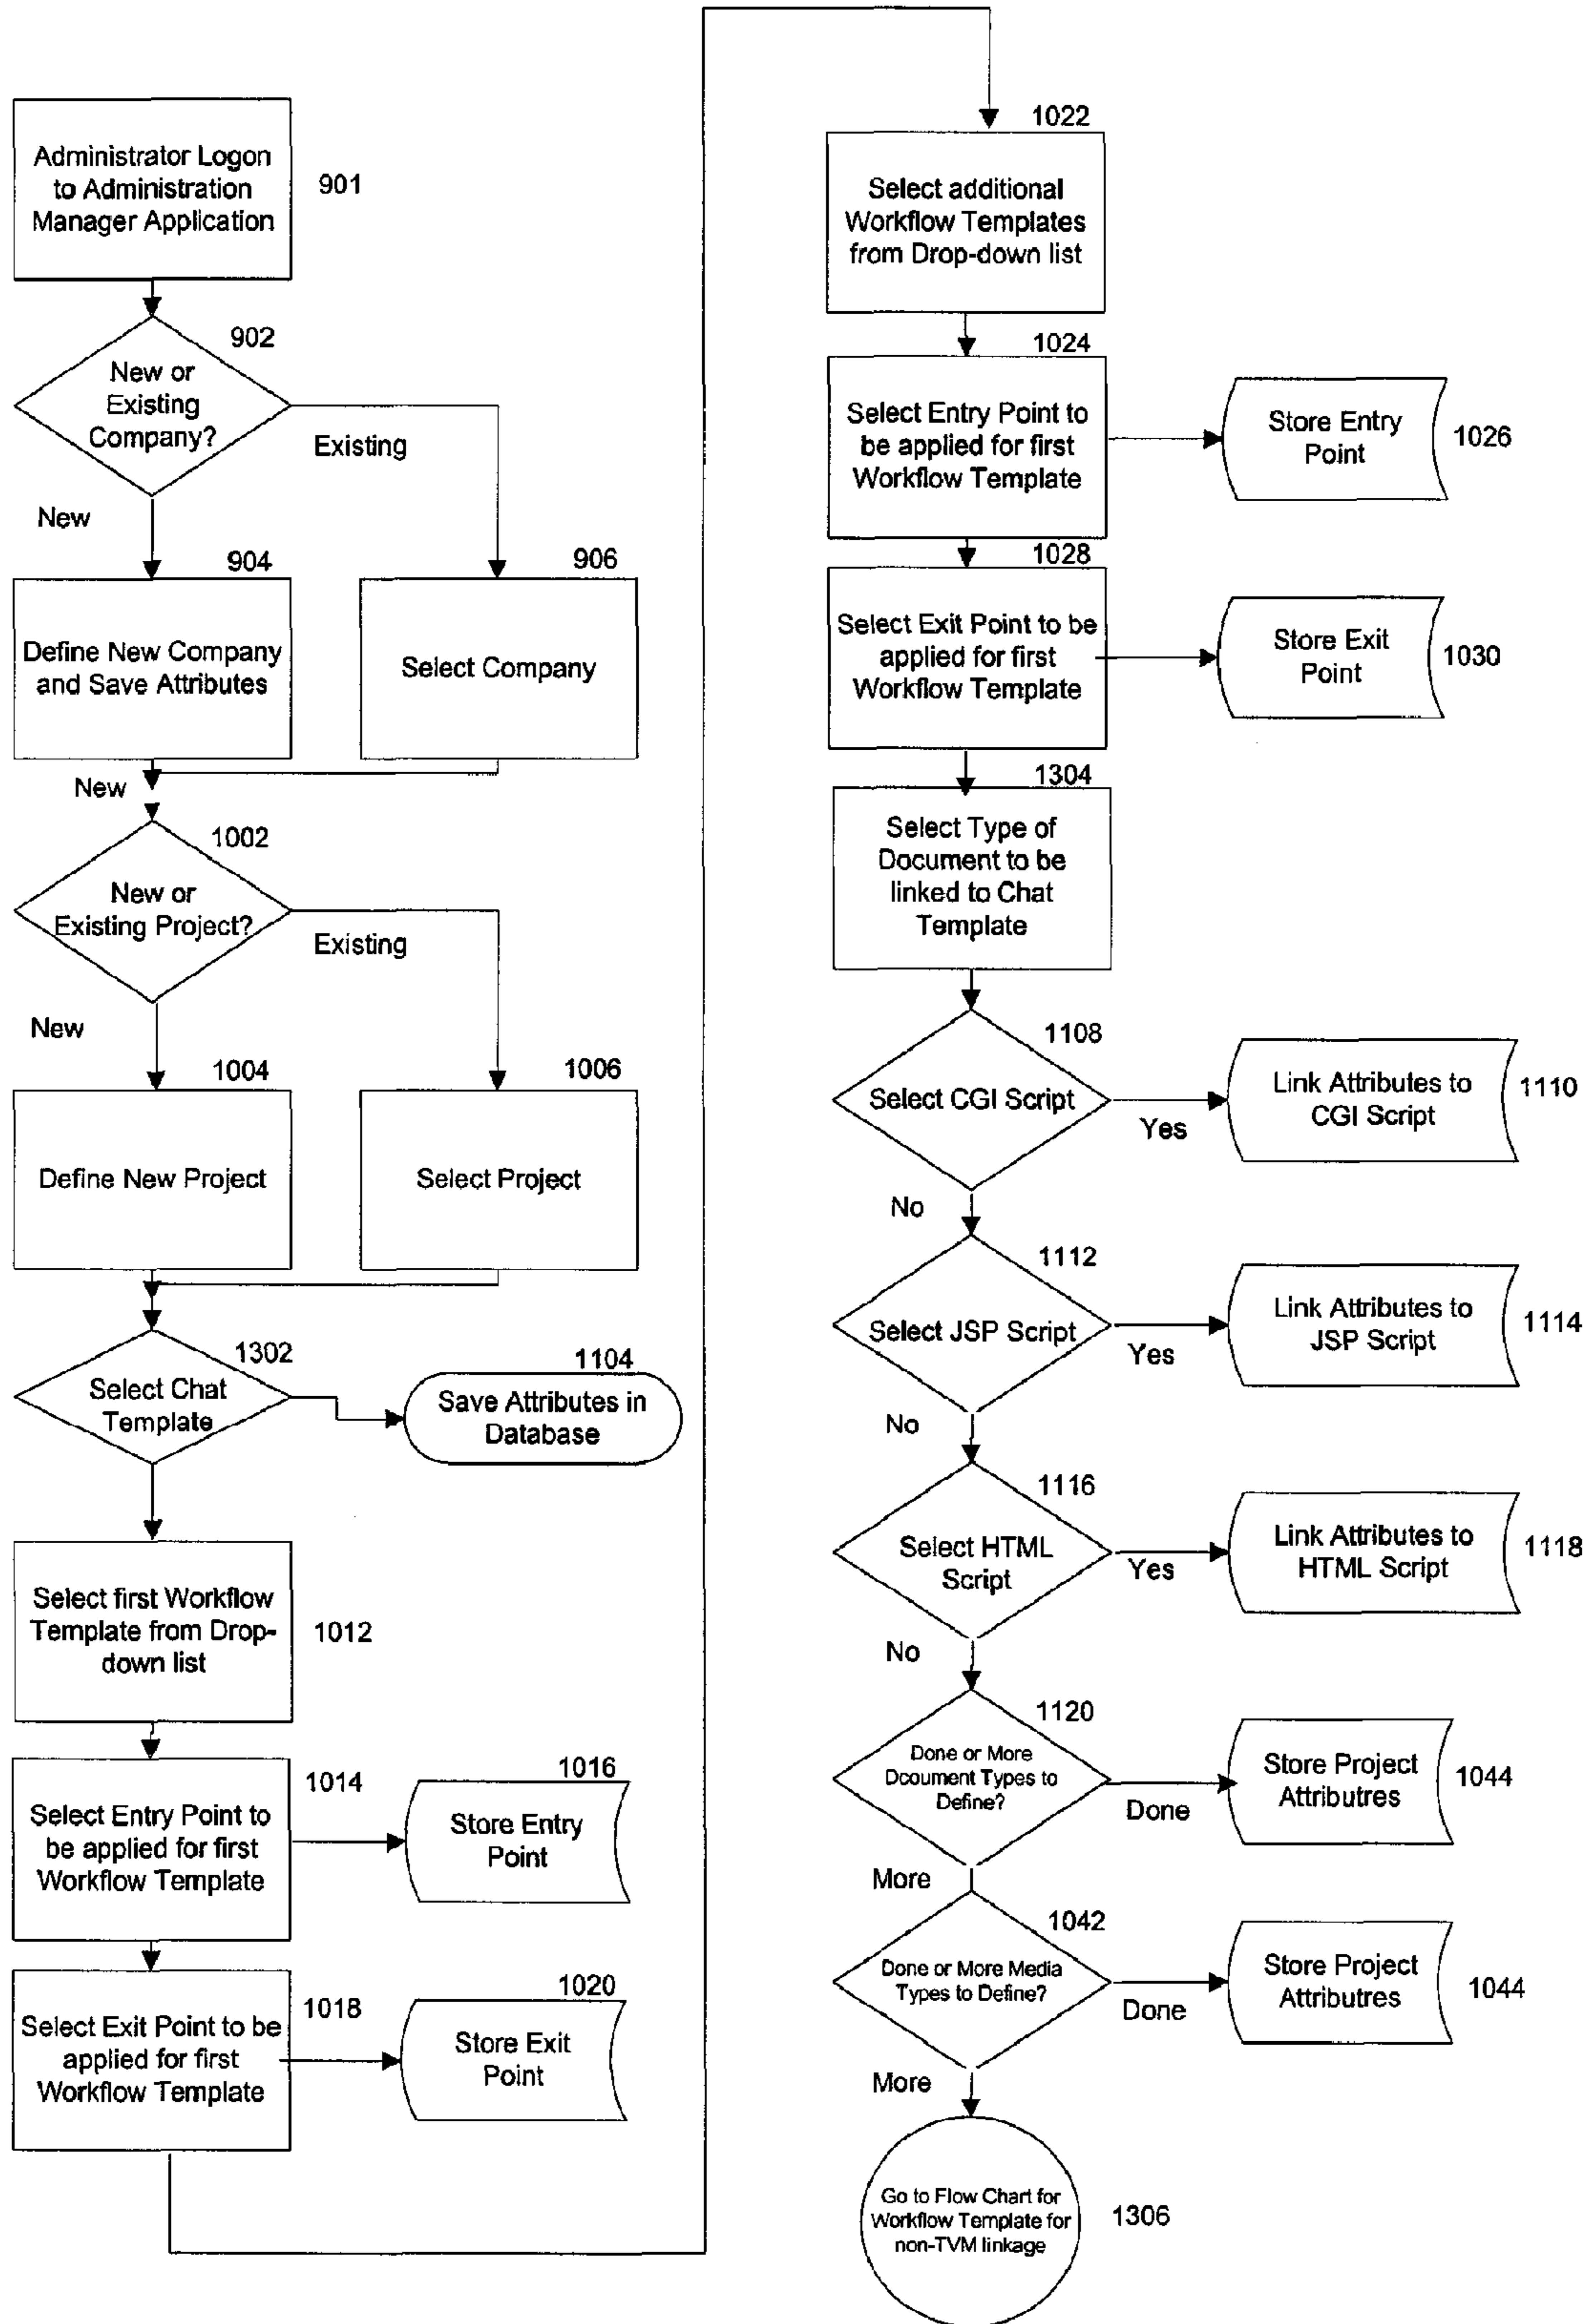 Administrator Logon
to Administration
Manager Application
901
902
New or
Existing
Company?
Existing
New
904
906
Define New Company
and Save Attributes
Select Company
New
1002
New or
Existing Project?
Existing
New
1004
1006
Define New Project
Select Project
1302
Select Chat
Template
1104
Save Attributes in
Database
Select first Workflow
Template from Drop-
down list
1012
1014
Select Entry Point to
be applied for first
Workflow Template
1016
Store Entry
Point
1018
Select Exit Point to be
applied for first
Workflow Template
1020
Store Exit
Point
1022
Select additional
Workflow Templates
from Drop-down list
1024
Select Entry Point to
be applied for first
Workflow Template
Store Entry
Point
1026
1028
Select Exit Point to be
applied for first
Workflow Template
Store Exit
Point
1030
1304
Select Type of
Document to be
linked to Chat
Template
1108
Select CGI Script
Yes
Link Attributes to
CGI Script
1110
No
1112
Select JSP Script
Yes
Link Attributes to
JSP Script
1114
No
1116
Select HTML
Script
Yes
Link Attributes to
HTML Script
1118
No
1120
Done or More
Dcoument Types to
Define?
Done
Store Project
Attributres
1044
More
1042
Done or More Media
Types to Define?
Done
Store Project
Attributres
1044
More
Go to Flow Chart for
Workflow Template for
non-TVM linkage
1306